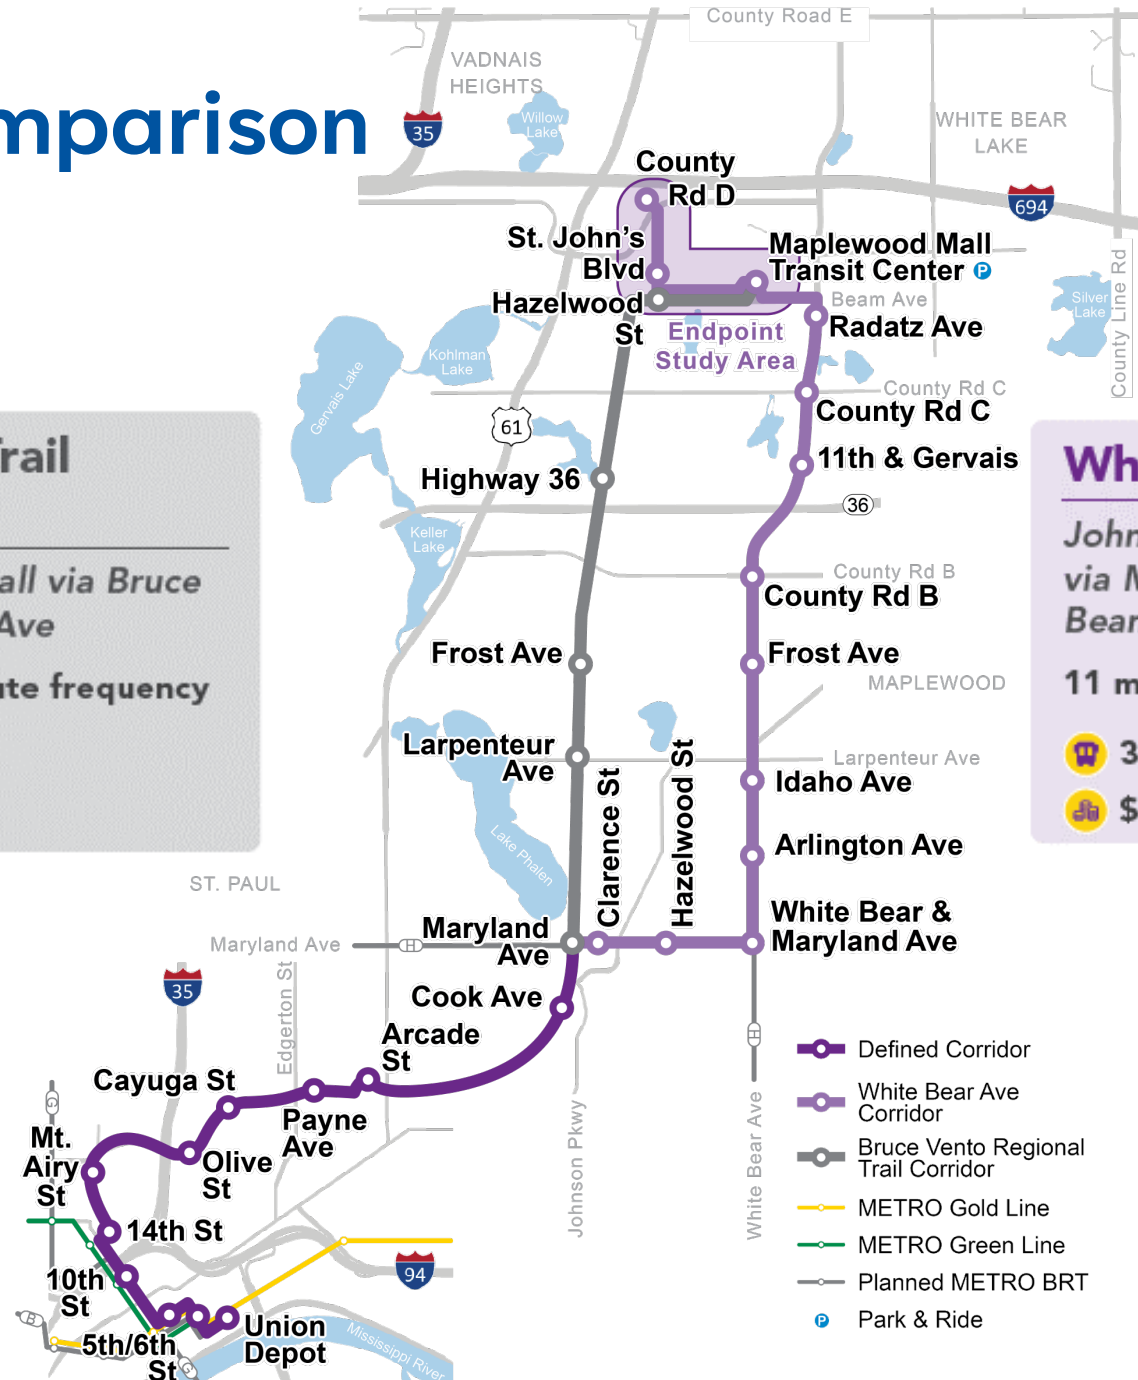 County Road E
VADNAIS
HEIGHTS
mparison
35
Willow
Lake
WHITE BEAR
LAKE
County
Rd D
694
St. John's
Blvd
Maplewood Mall
Transit Center P
Hazelwood
St
Beam Ave
Endpoint
Study Area
Radatz Ave
Silver
Lake
County Line Rd
Kohlman
Lake
Gervais Lake
County Rd C
County Rd C
61
11th & Gervais
Highway 36
36
Keller
Lake
County Rd B
County Rd B
Trail
all via Bruce
Ave
ute frequency
Wh
John
via M
Bear
11 m
3
$
Frost Ave
Frost Ave
MAPLEWOOD
Larpenteur
Ave
Larpenteur Ave
Clarence St
Hazelwood St
Idaho Ave
Lake Phalen
Arlington Ave
ST. PAUL
White Bear &
Maryland Ave
Maryland
Ave
Maryland Ave
H
35
Edgerton St
Cook Ave
Arcade
St
H
Cayuga St
Payne
Ave
G
Mt.
Airy
St
Olive
St
Johnson Pkwy
White Bear Ave
14th St
10th
St
94
B
5th/6th
St
G
Union
Depot
Mississippi River
Defined Corridor
White Bear Ave
Corridor
Bruce Vento Regional
Trail Corridor
METRO Gold Line
METRO Green Line
Planned METRO BRT
P Park & Ride